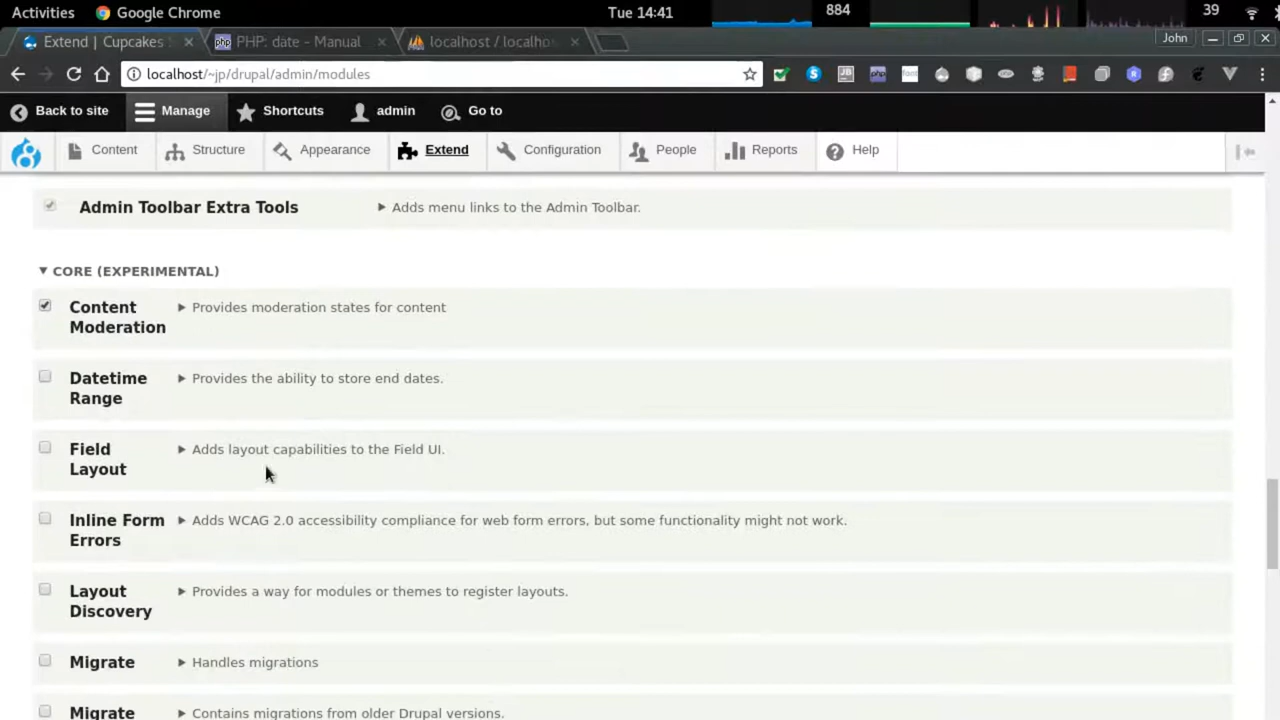 Activities Google Chrome Tue 14:41 884 39
Extend | Cupcakes PHP: date - Manual localhost / localho John
localhost/~jp/drupal/admin/modules
Back to site Manage Shortcuts admin Go to
Content Structure Appearance Extend Configuration People Reports Help
Admin Toolbar Extra Tools Adds menu links to the Admin Toolbar.
CORE (EXPERIMENTAL)
Content Provides moderation states for content
Moderation
Datetime Provides the ability to store end dates.
Range
Field Adds layout capabilities to the Field UI.
Layout
Inline Form Adds WCAG 2.0 accessibility compliance for web form errors, but some functionality might not work.
Errors
Layout Provides a way for modules or themes to register layouts.
Discovery
Migrate Handles migrations
Migrate Contains migrations from older Drupal versions.